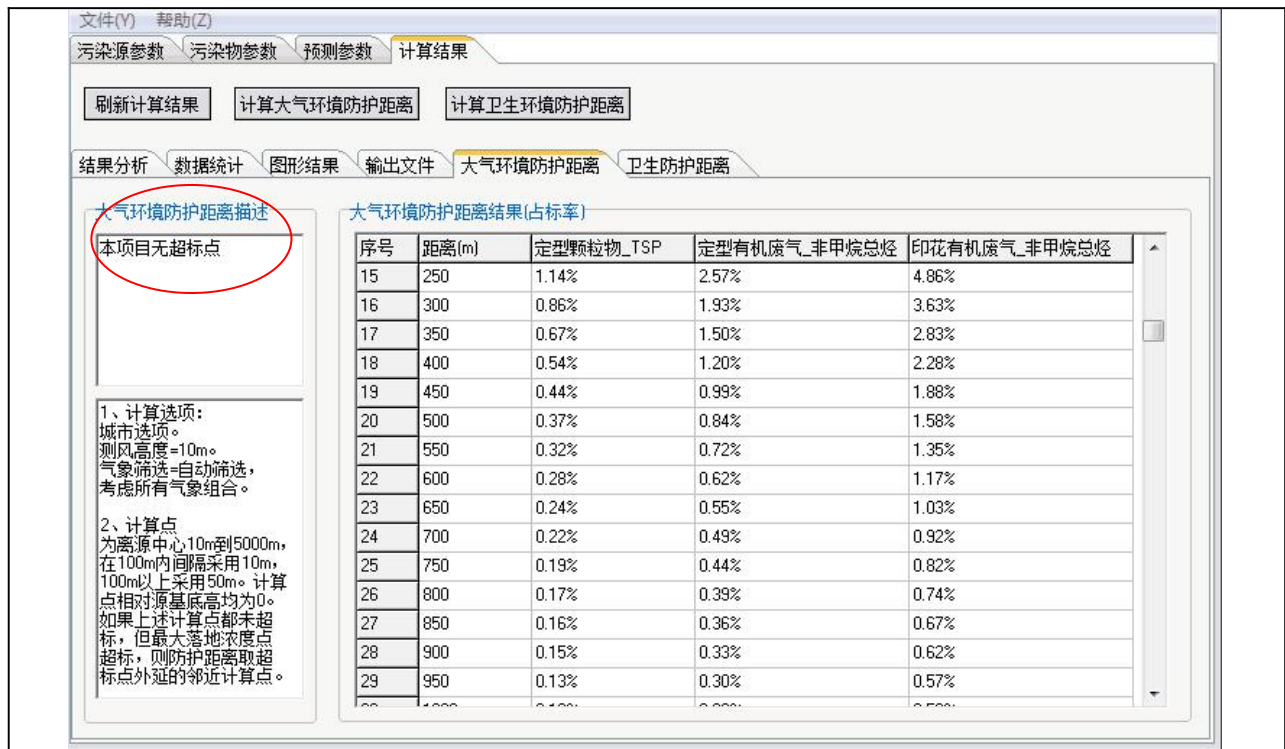 文件(Y) 帮助(Z)
污染源参数 污染物参数 预测参数 计算结果
刷新计算结果 计算大气环境防护距离 计算卫生环境防护距离
结果分析 数据统计 图形结果 输出文件 大气环境防护距离 卫生防护距离
大气环境防护距离描述
本项目无超标点
1、计算选项:
城市选项。
测风高度=10m。
气象筛选=自动筛选,
考虑所有气象组合。
2、计算点
为离源中心10m到5000m,
在100m内间隔采用10m,
100m以上采用50m。计算
点相对源基底高均为0。
如果上述计算点都未超
标,但最大落地浓度点
超标,则防护距离取超
标点外延的邻近计算点。
大气环境防护距离结果(占标率)
序号 距离(m) 定型颗粒物_TSP 定型有机废气_非甲烷总烃 印花有机废气_非甲烷总烃
15 250 1.14% 2.57% 4.86%
16 300 0.86% 1.93% 3.63%
17 350 0.67% 1.50% 2.83%
18 400 0.54% 1.20% 2.28%
19 450 0.44% 0.99% 1.88%
20 500 0.37% 0.84% 1.58%
21 550 0.32% 0.72% 1.35%
22 600 0.28% 0.62% 1.17%
23 650 0.24% 0.55% 1.03%
24 700 0.22% 0.49% 0.92%
25 750 0.19% 0.44% 0.82%
26 800 0.17% 0.39% 0.74%
27 850 0.16% 0.36% 0.67%
28 900 0.15% 0.33% 0.62%
29 950 0.13% 0.30% 0.57%